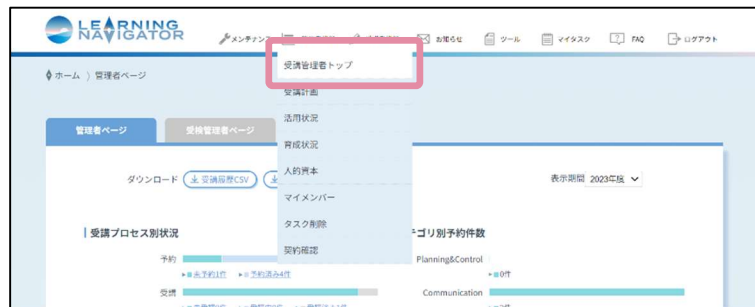 LEARNING
NAVIGATOR
メンテナンス
お知らせ ツール マイタスク FAQ ログアウト
ホーム 〉 管理者ページ
受講管理者トップ
受講計画
活用状況
育成状況
人的資本
マイメンバー
タスク削除
契約確認
管理者ページ 受検管理者ページ
ダウンロード 受講履歴CSV 表示期間 2023年度
受講プロセス別状況
テゴリ別予約件数
予約
▶■未予約1件 ▶■予約済み4件
受講
Planning&Control
▶■0件
Communication